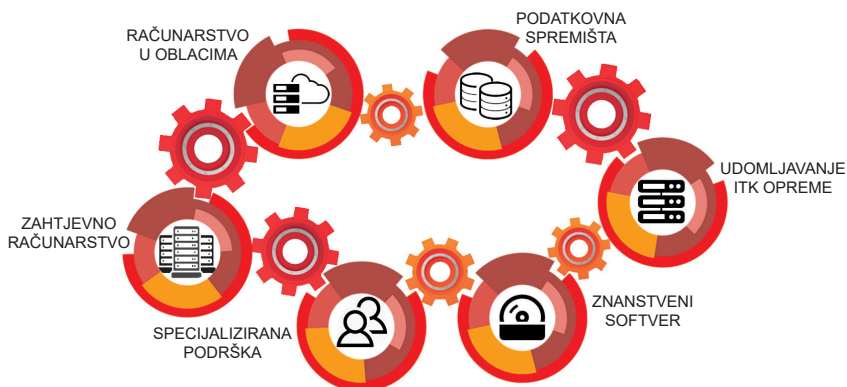 RAČUNARSTVO
U OBLACIMA
PODATKOVNA
SPREMIŠTA
UDOMLJAVANJE
ITK OPREME
ZAHTJEVNO
RAČUNARSTVO
SPECIJALIZIRANA
PODRŠKA
ZNANSTVENI
SOFTVER